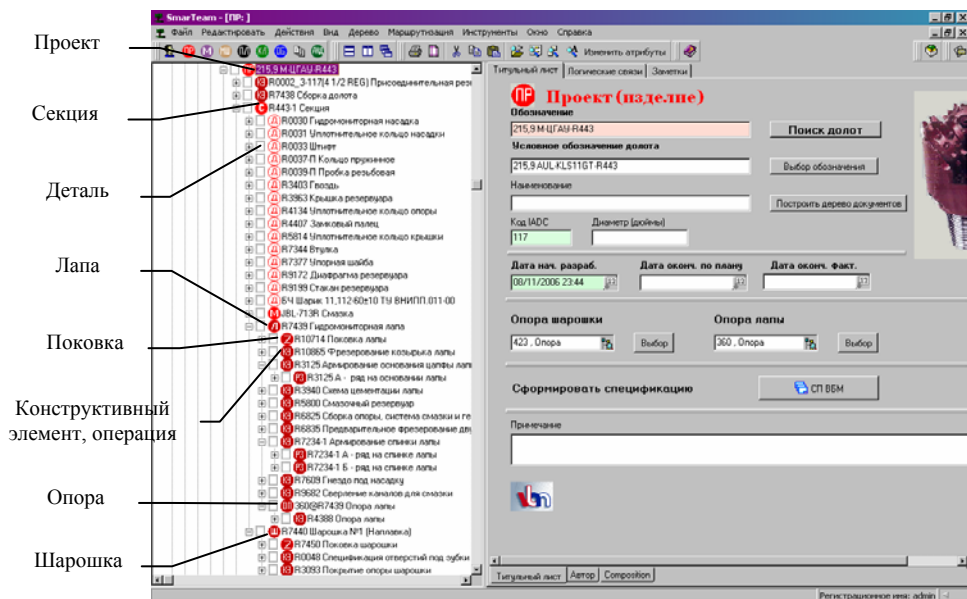 SmarTeam - [ПР: ]
Файл Редактировать Действия Вид Дерево Маршрутизация Инструменты Окно Справка
Изменить атрибуты
Проект
Секция
Деталь
Лапа
Поковка
Конструктивный
элемент, операция
Опора
Шарошка
215,9 М-ЦГАУ-R443
R0002_3-117(4 1/2 REG) Присоединительная рез
R7438 Сборка долота
R443-1 Секция
R0030 Гидромониторная насадка
R0031 Уплотнительное кольцо насадки
R0033 Штифт
R0037-П Кольцо пружинное
R0039-П Пробка резьбовая
R3403 Гвоздь
R3963 Крышка резервуара
R4134 Уплотнительное кольцо опоры
R4407 Замковый палец
R5814 Уплотнительное кольцо крышки
R7344 Втулка
R7377 Упорная шайба
R9172 Диафрагма резервуара
R9199 Стакан резервуара
БЧ Шарик 11,112-60±10 ТУ ВНИПП.011-00
JBL-713R Смазка
R7439 Гидромониторная лапа
R10714 Поковка лапы
R10865 Фрезерование козырька лапы
R3125 Армирование основания цапфы лап
R3125 А - ряд на основании лапы
R3940 Схема цементации лапы
R5800 Смазочный резервуар
R6825 Сборка опоры, система смазки и ге
R6835 Предварительное фрезерование дву
R7234-1 Армирование спинки лапы
R7234-1 А - ряд на спинке лапы
R7234-1 Б - ряд на спинке лапы
R7609 Гнездо под насадку
R9682 Сверление каналов для смазки
360@R7439 Опора лапы
R4388 Опора лапы
R7440 Шарошка №1 (Наплавка)
R7450 Поковка шарошки
R0048 Спецификация отверстий под зубки
R3093 Покрытие опоры шарошки
Титульный лист Логические связи Заметки
ПР Проект (изделие)
Обозначение
215,9 М-ЦГАУ-R443
Поиск долот
Условное обозначение долота
215,9 AUL-KLS11GT-R443
Выбор обозначения
Наименование
Построить дерево документов
Код IADC Диаметр (дюймы)
117
Дата нач. разраб. Дата оконч. по плану Дата оконч. факт.
08/11/2006 23:44
Опора шарошки Опора лапы
423 , Опора Выбор 360 , Опора Выбор
Сформировать спецификацию СП ВБМ
Примечание
vbm
Титульный лист Автор Composition
Регистрационное имя: admin